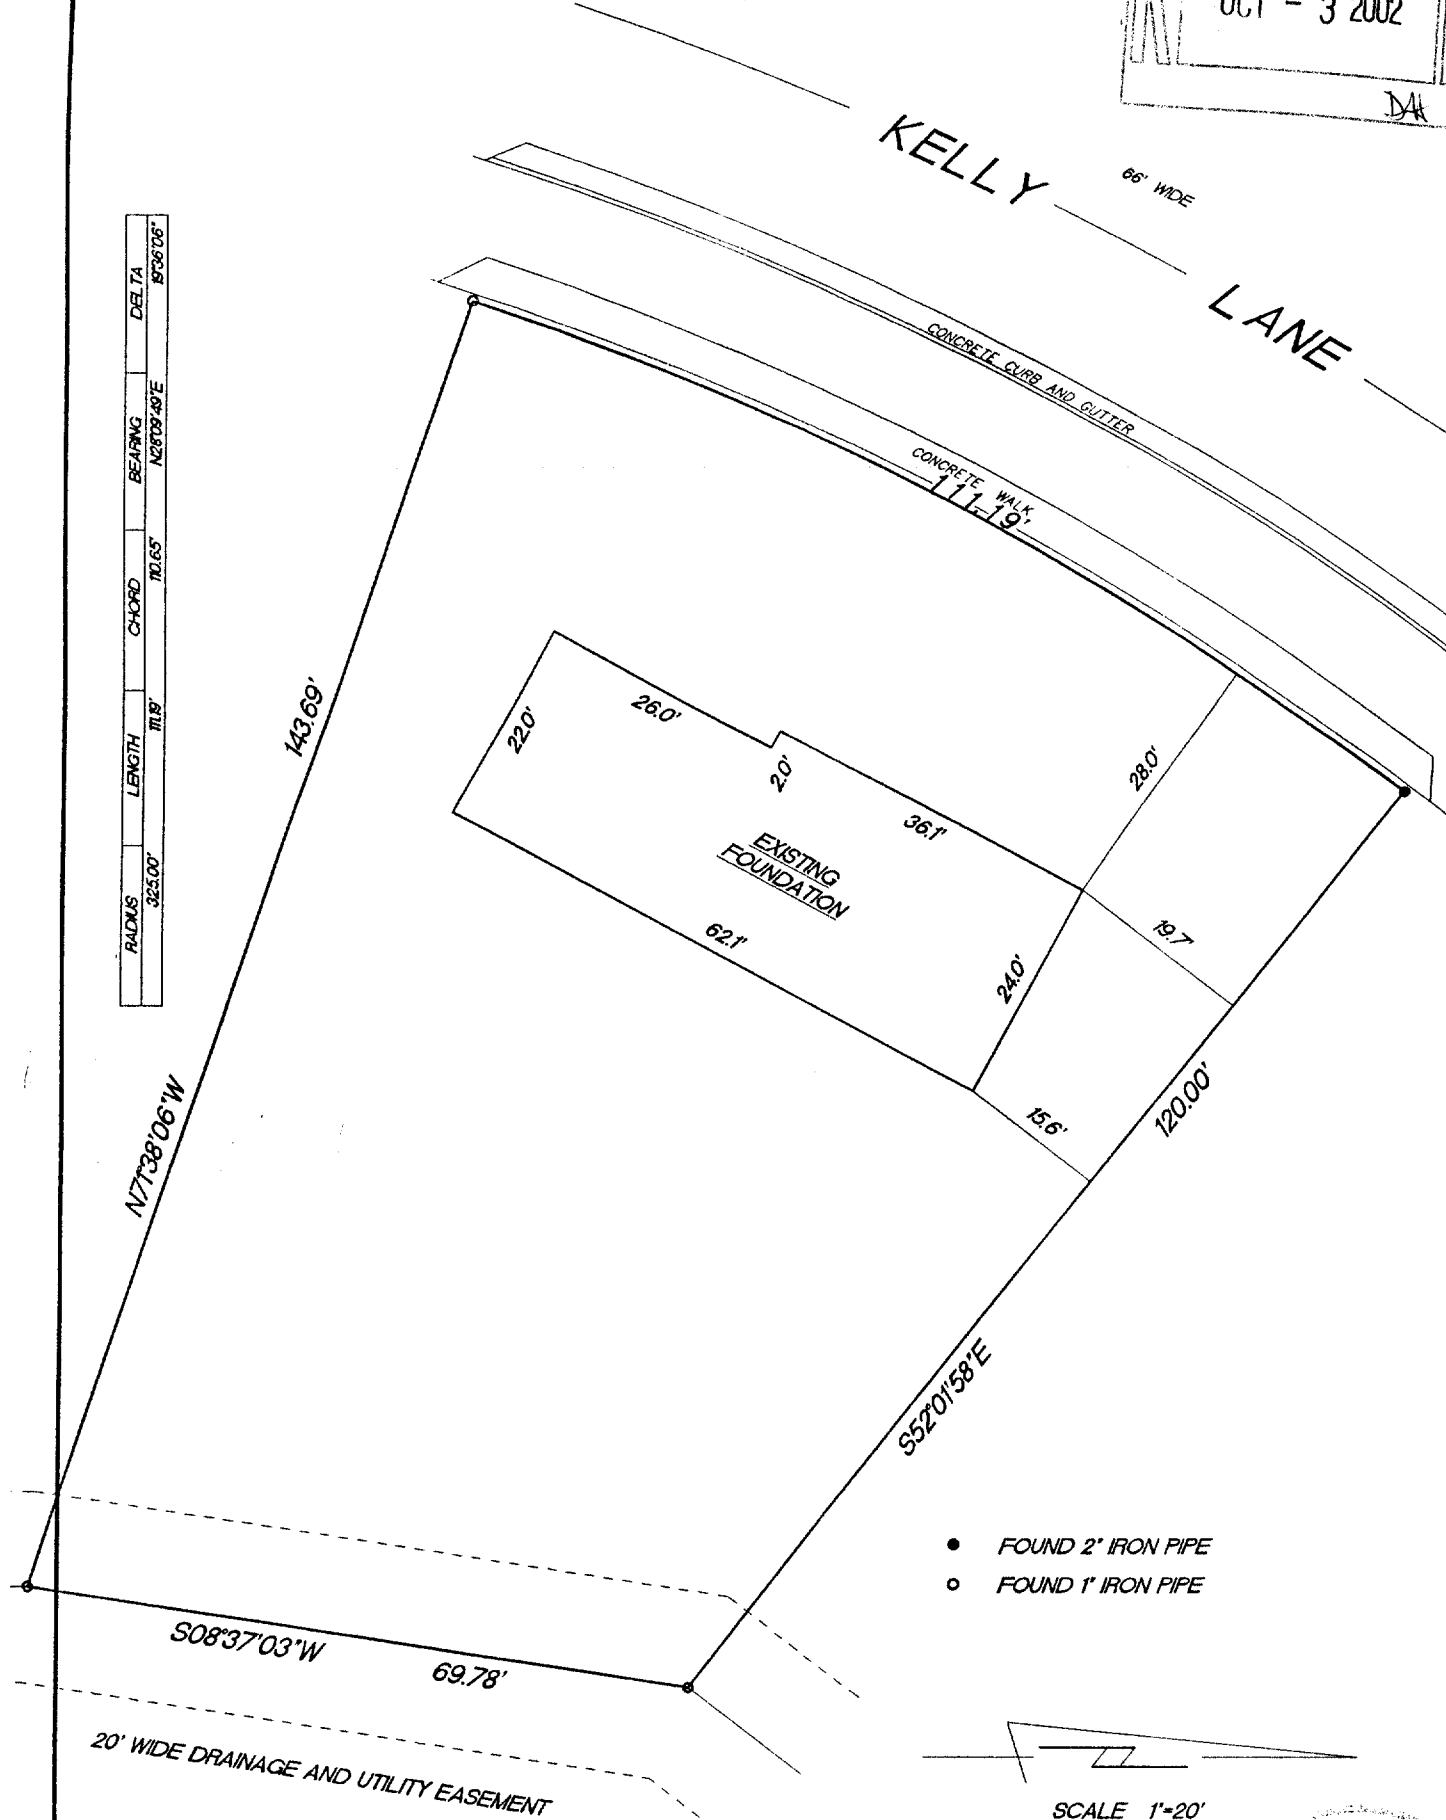 OCT - 3 2002
DAH
KELLY LANE
66' WIDE
CONCRETE CURB AND GUTTER
CONCRETE WALK
111.19'
RADIUS LENGTH CHORD BEARING DELTA
325.00' 111.19' 110.65' N28°09'49"E 19°36'06"
143.69'
N71°38'06"W
22.0'
26.0'
2.0'
36.1'
EXISTING
FOUNDATION
62.1'
24.0'
28.0'
19.7'
15.6'
120.00'
S52°01'58"E
S08°37'03"W
69.78'
20' WIDE DRAINAGE AND UTILITY EASEMENT
● FOUND 2" IRON PIPE
○ FOUND 1" IRON PIPE
SCALE 1"=20'